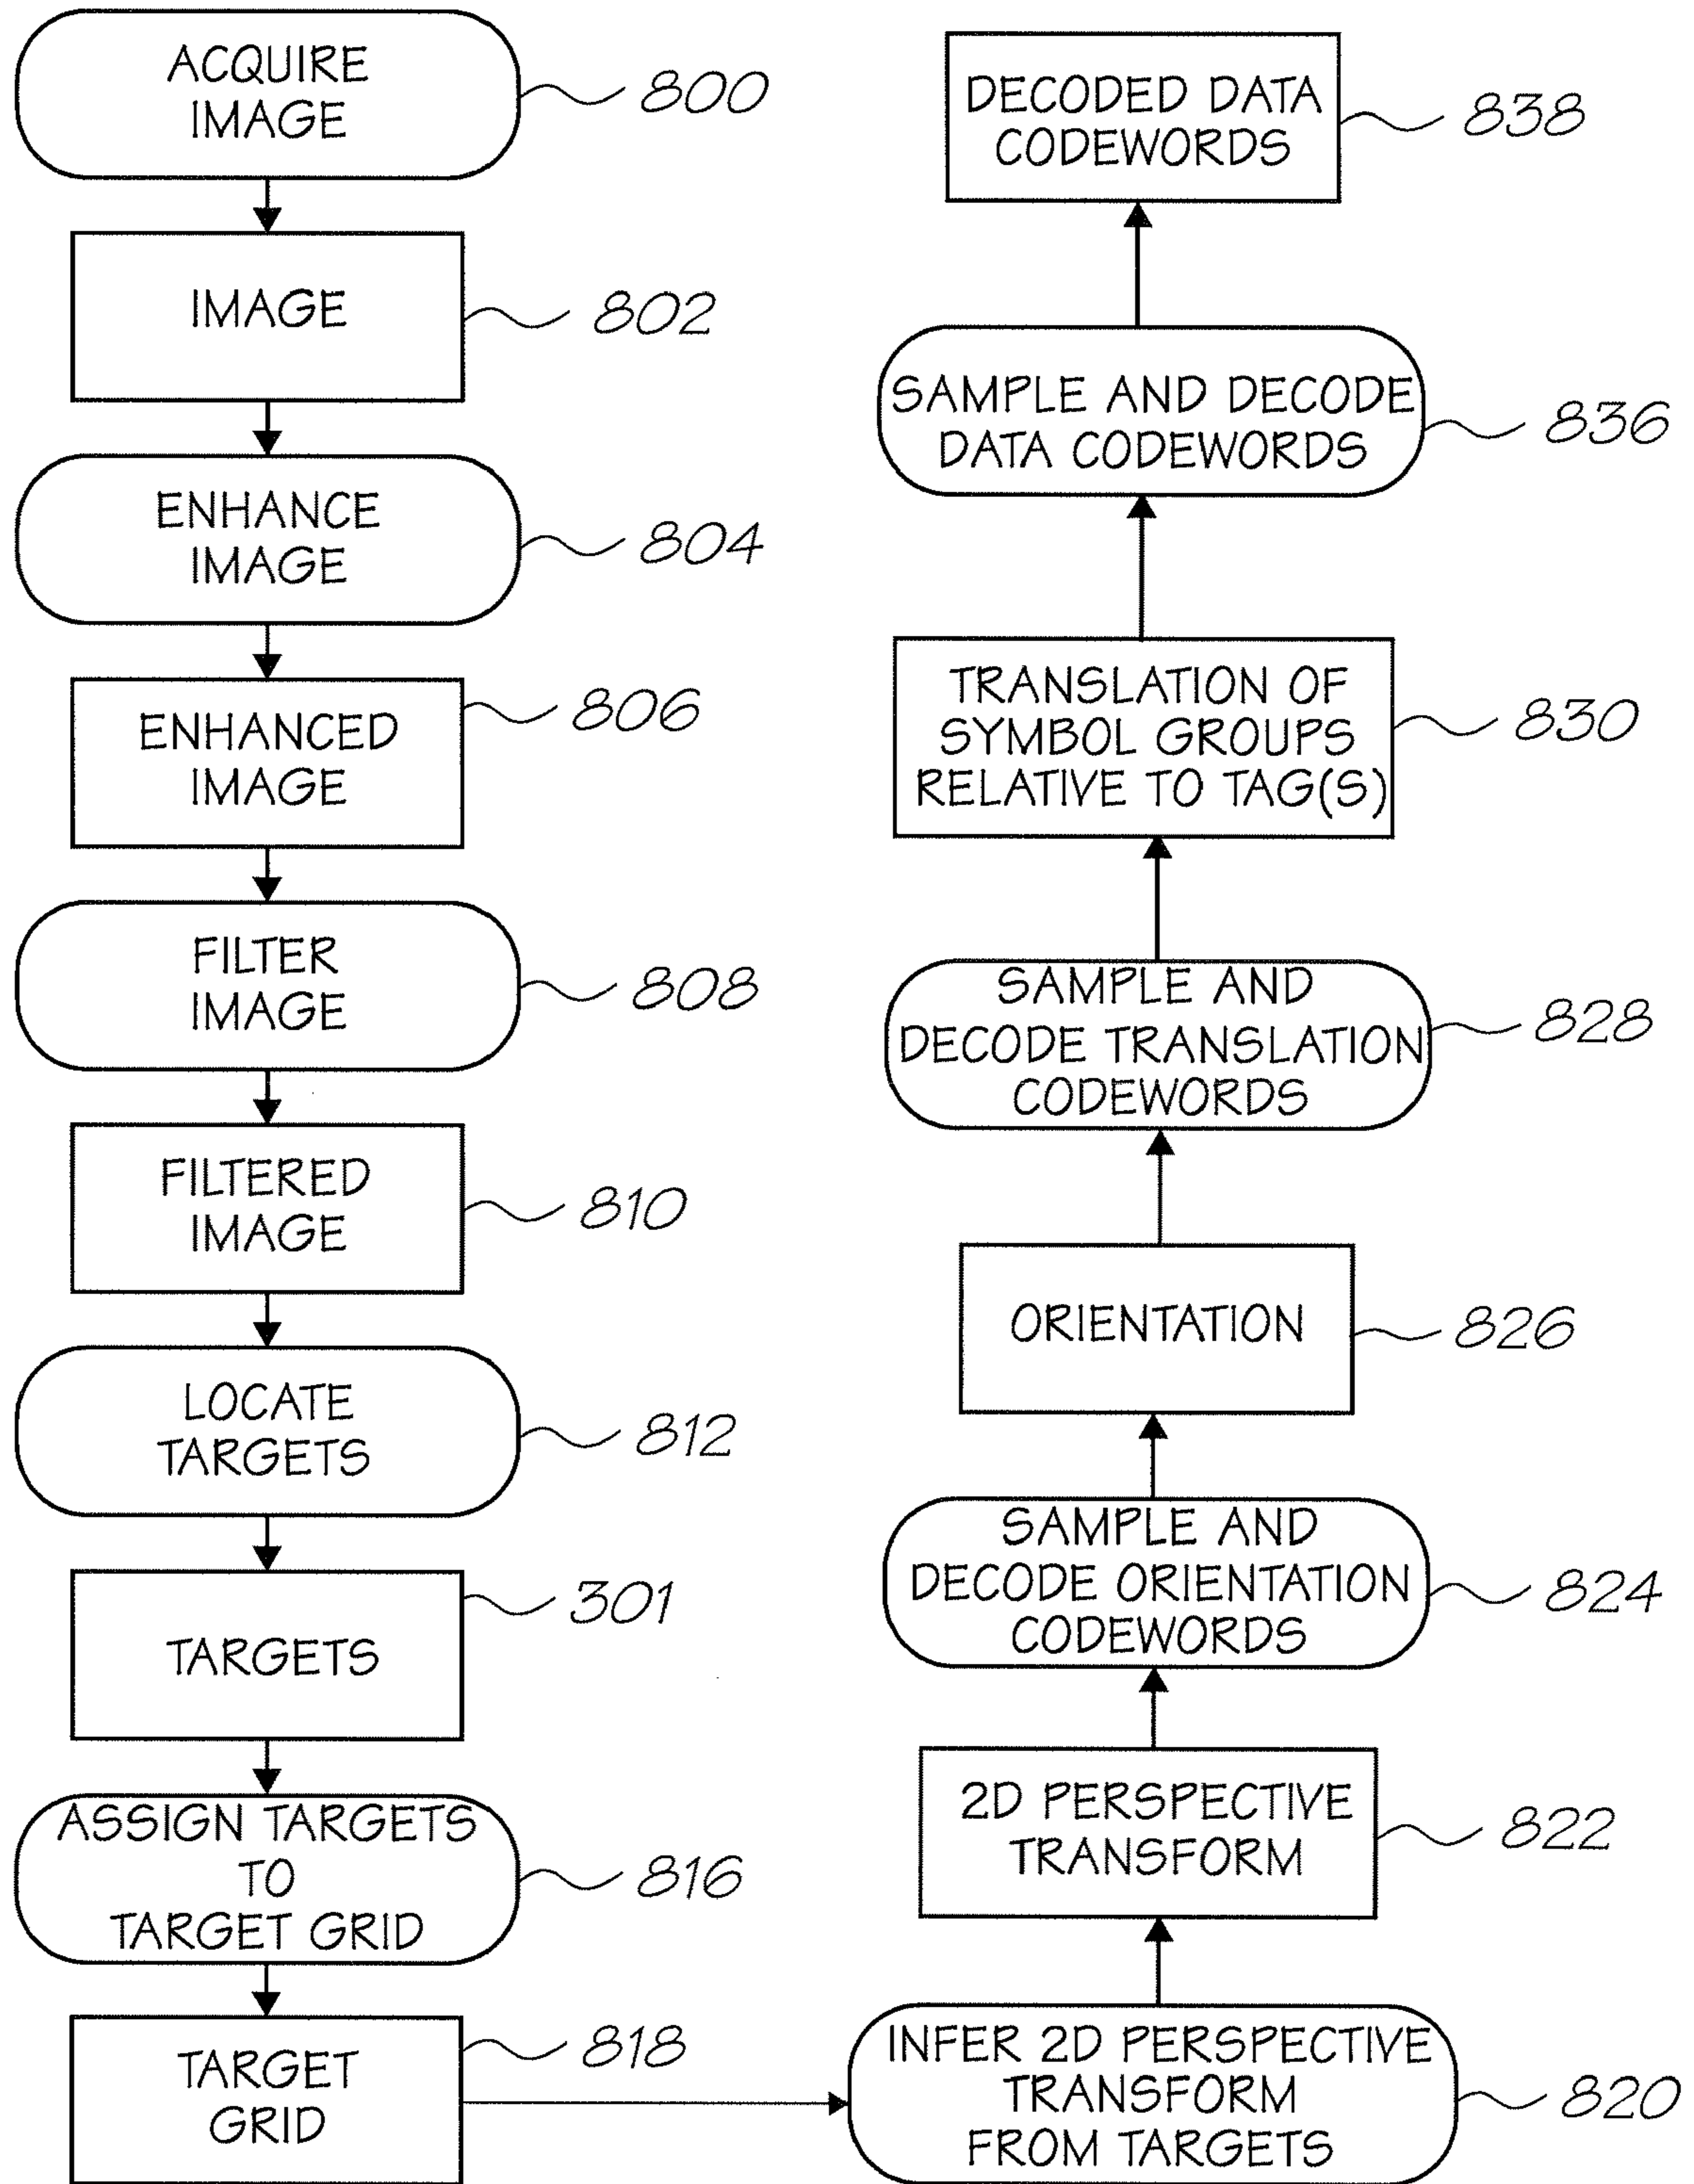 ACQUIRE
IMAGE
800
IMAGE
802
ENHANCE
IMAGE
804
ENHANCED
IMAGE
806
FILTER
IMAGE
808
FILTERED
IMAGE
810
LOCATE
TARGETS
812
TARGETS
301
ASSIGN TARGETS
TO
TARGET GRID
816
TARGET
GRID
818
INFER 2D PERSPECTIVE
TRANSFORM
FROM TARGETS
820
2D PERSPECTIVE
TRANSFORM
822
SAMPLE AND
DECODE ORIENTATION
CODEWORDS
824
ORIENTATION
826
SAMPLE AND
DECODE TRANSLATION
CODEWORDS
828
TRANSLATION OF
SYMBOL GROUPS
RELATIVE TO TAG(S)
830
SAMPLE AND DECODE
DATA CODEWORDS
836
DECODED DATA
CODEWORDS
838